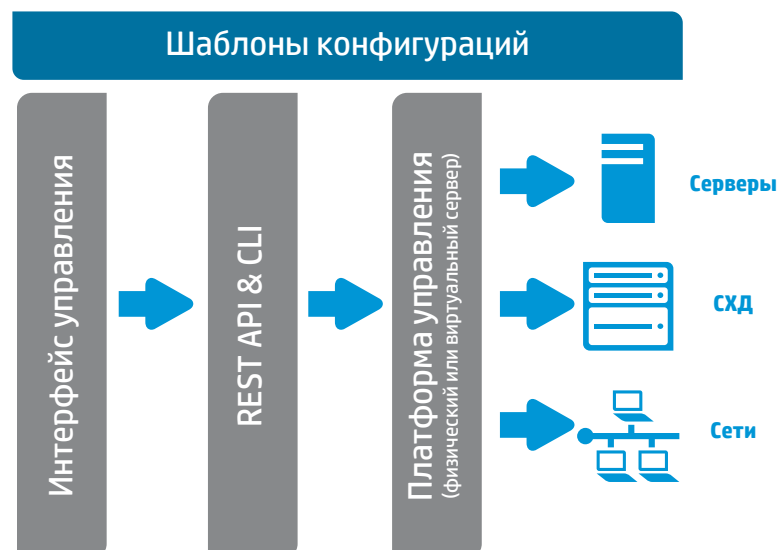 Шаблоны конфигураций
Интерфейс управления
REST API & CLI
Платформа управления
(физический или виртуальный сервер)
Серверы
СХД
Сети